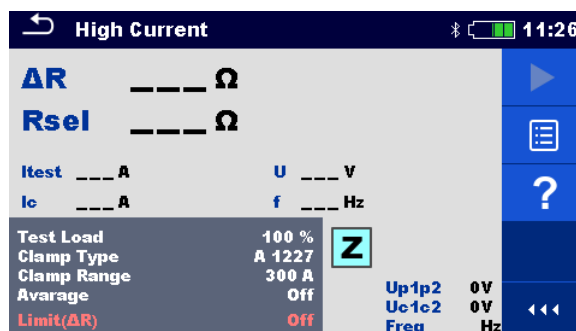 High Current 11:26
ΔR ___ Ω
Rsel ___ Ω
Itest ___ A U ___ V
Ic ___ A f ___ Hz
Test Load 100 %
Clamp Type A 1227
Clamp Range 300 A
Avarage Off
Limit(ΔR) Off
Z
Up1p2 0V
Uc1c2 0V
Freq Hz
?